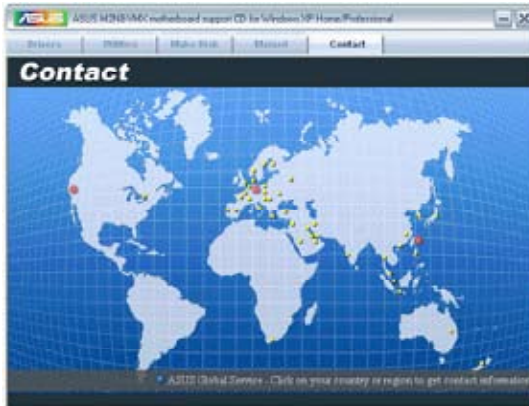 ASUS
ASUS M2N8-VMX motherboard support CD for Windows XP Home/Professional
Drivers
Utilities
Make Disk
Manual
Contact
Contact
ASUS Global Service - Click on your country or region to get contact information